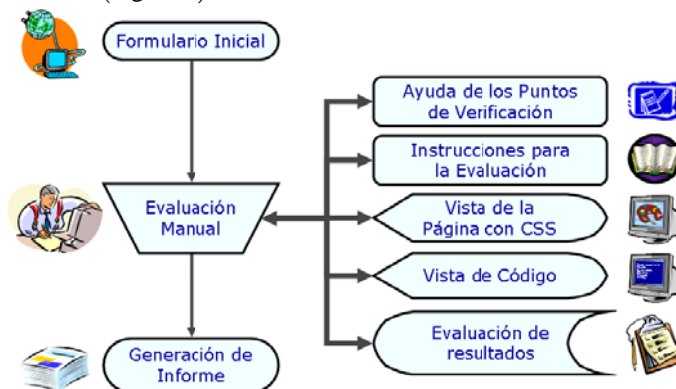 Formulario Inicial
Ayuda de los Puntos
de Verificación
Instrucciones para
la Evaluación
Evaluación
Manual
Vista de la
Página con CSS
Vista de Código
Evaluación de
resultados
Generación de
Informe